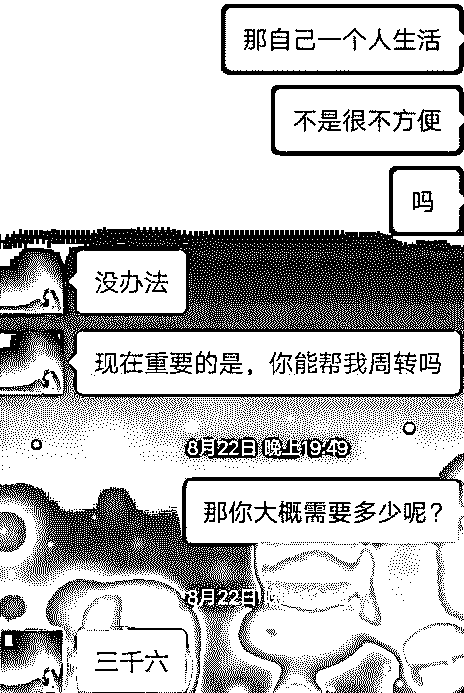 那自己一个人生活
不是很不方便
吗
没办法
现在重要的是，你能帮我周转吗
8月22日 晚上19:49
那你大概需要多少呢？
8月22日
三千六